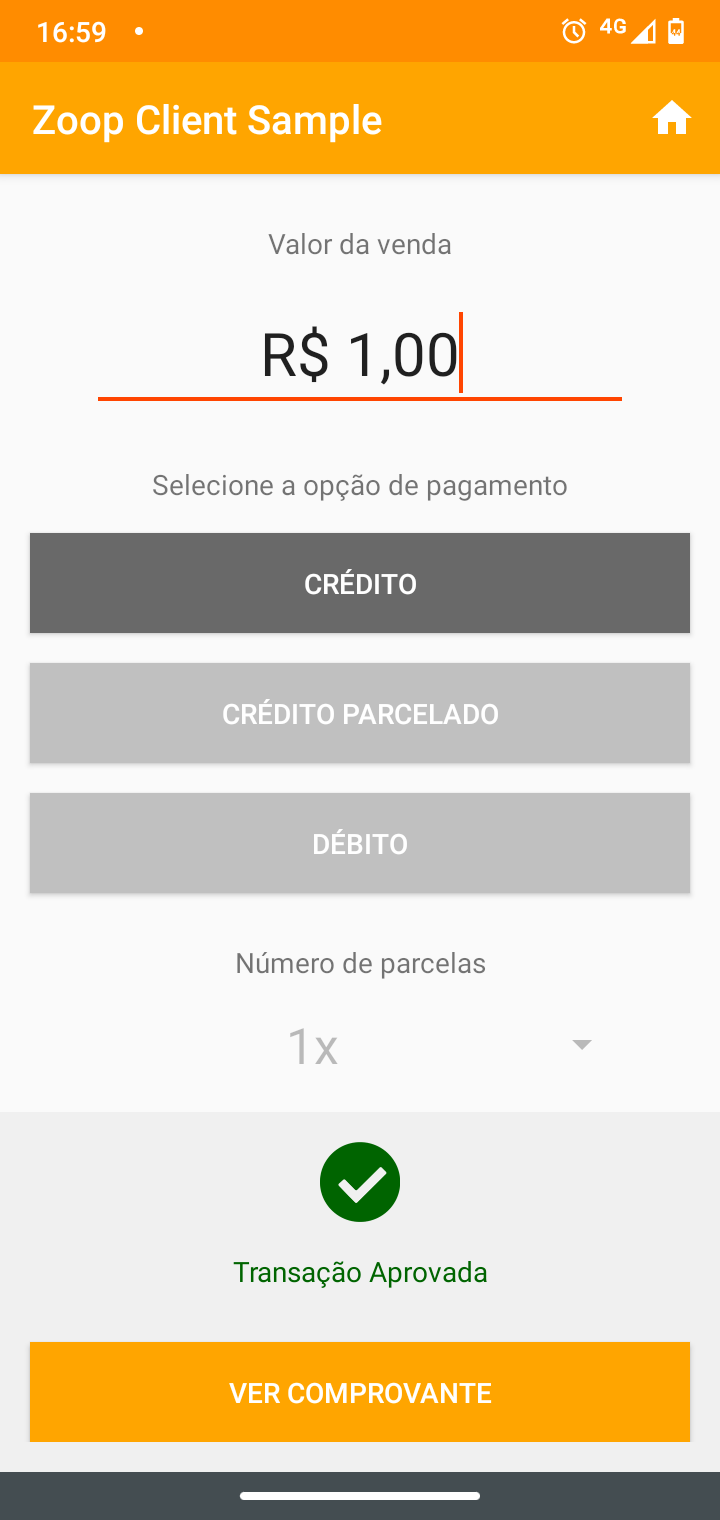 16:59
4G
44
Zoop Client Sample
Valor da venda
R$ 1,00
Selecione a opção de pagamento
CRÉDITO
CRÉDITO PARCELADO
DÉBITO
Número de parcelas
1x
Transação Aprovada
VER COMPROVANTE